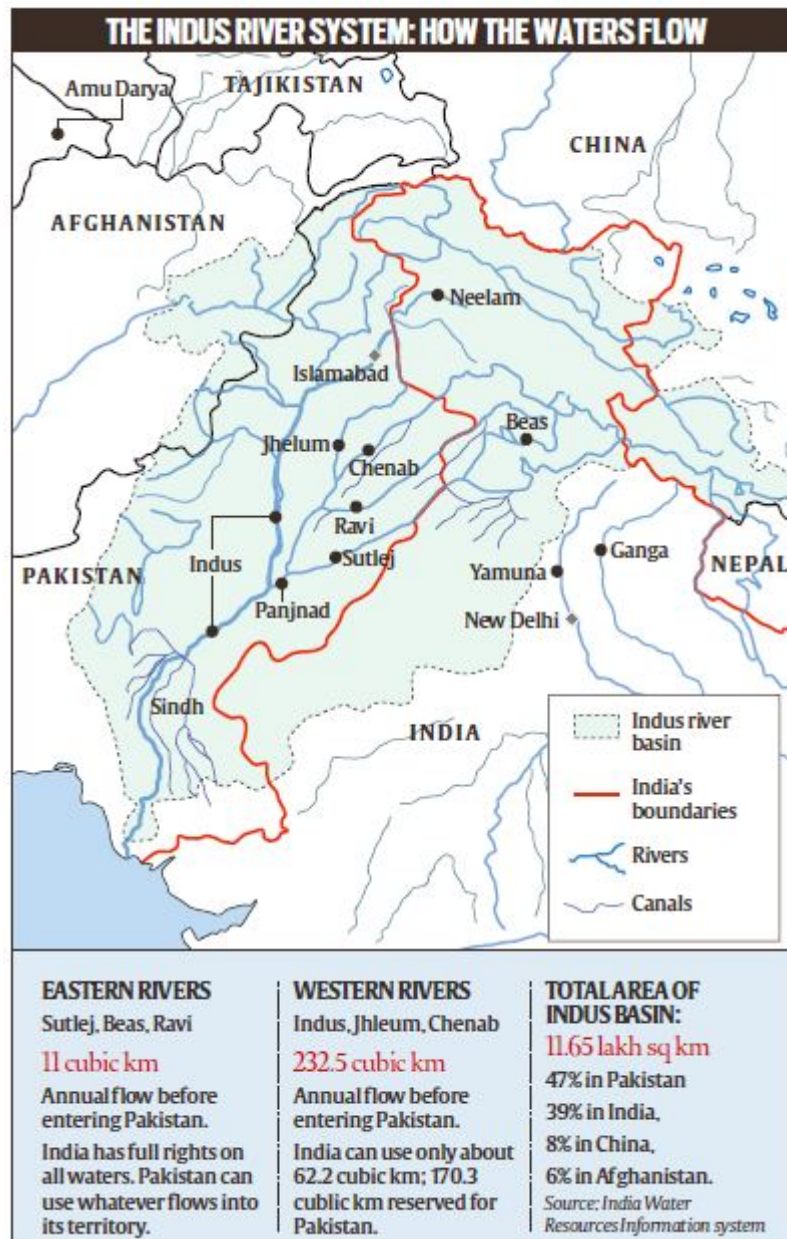 THE INDUS RIVER SYSTEM: HOW THE WATERS FLOW
Amu Darya
TAJIKISTAN
CHINA
AFGHANISTAN
Neelam
Islamabad
Beas
Jhelum
Chenab
Ravi
Indus
Sutlej
Ganga
PAKISTAN
Yamuna
NEPAL
Panjnad
New Delhi
Sindh
INDIA
Indus river
basin
India's
boundaries
Rivers
Canals
EASTERN RIVERS
Sutlej, Beas, Ravi
11 cubic km
Annual flow before
entering Pakistan.
India has full rights on
all waters. Pakistan can
use whatever flows into
its territory.
WESTERN RIVERS
Indus, Jhleum, Chenab
232.5 cubic km
Annual flow before
entering Pakistan.
India can use only about
62.2 cubic km; 170.3
cublic km reserved for
Pakistan.
TOTAL AREA OF
INDUS BASIN:
11.65 lakh sq km
47% in Pakistan
39% in India,
8% in China,
6% in Afghanistan.
Source: India Water
Resources Information system